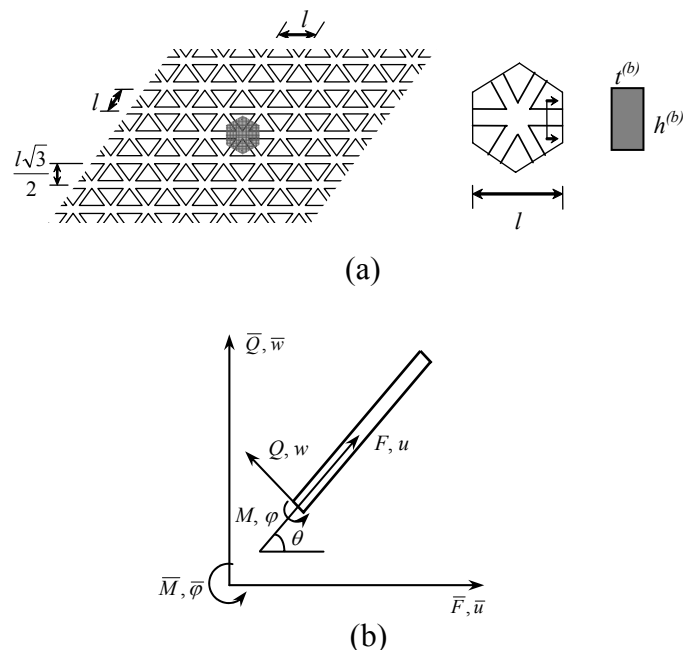 l
l
l√3
2
t^(b)
h^(b)
l
(a)
Q̅, w̅
Q, w
F, u
M, φ
θ
M̅, φ̅
F̅, u̅
(b)